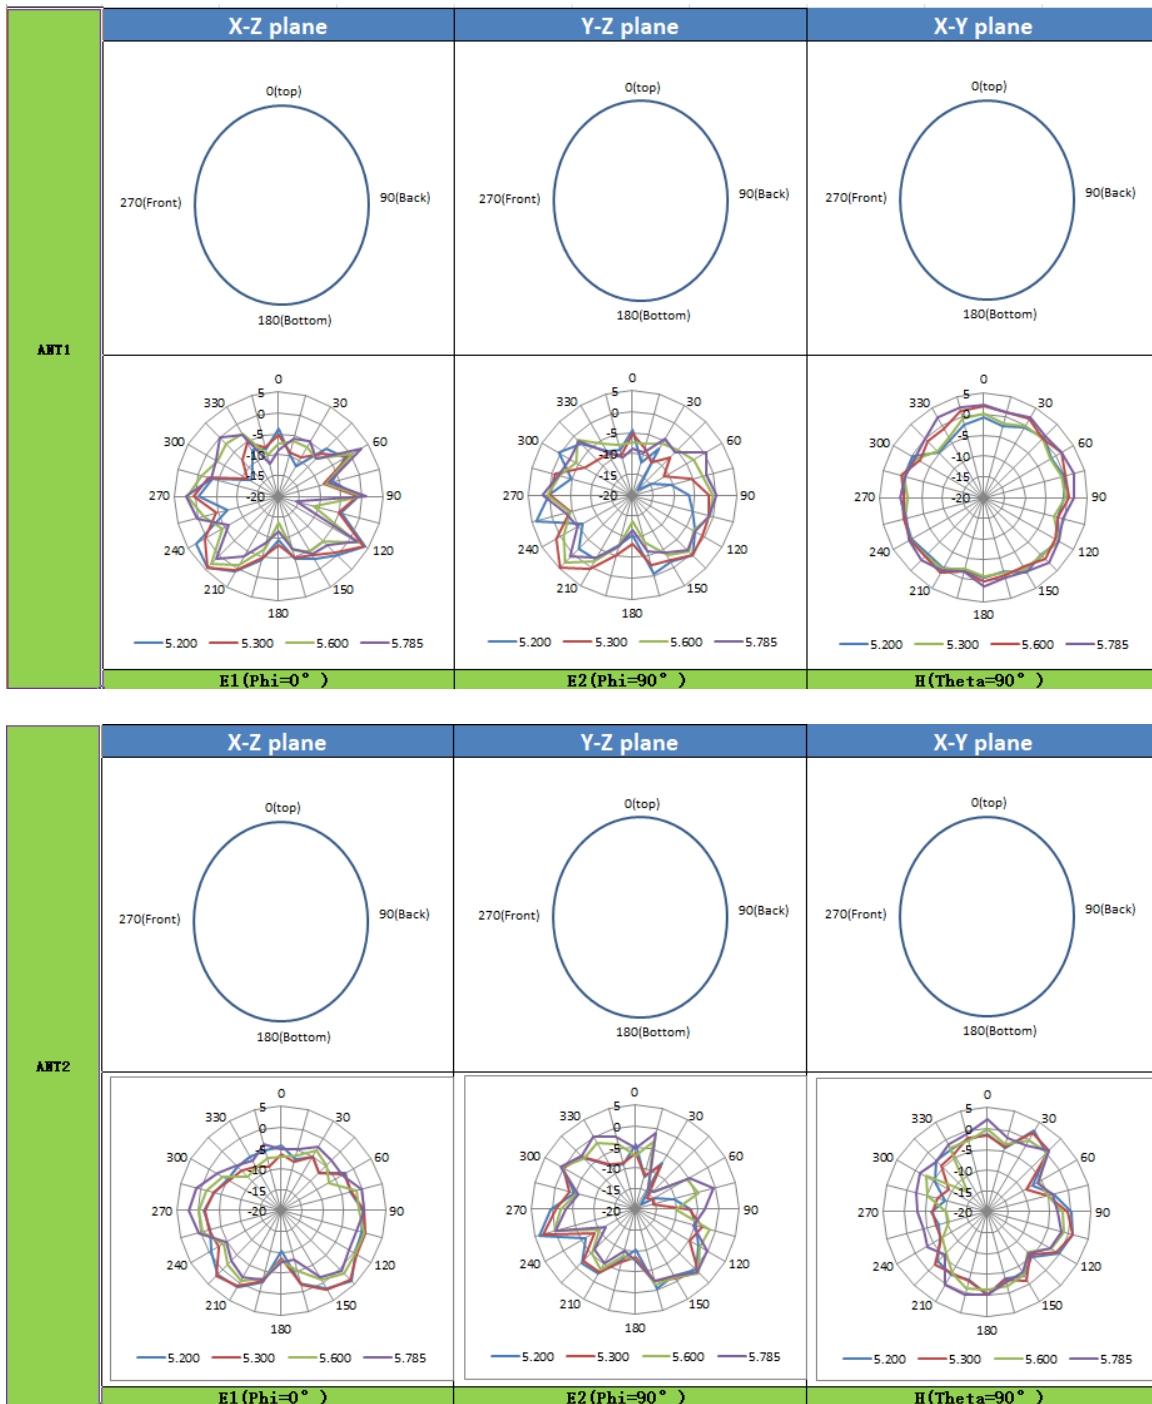 X-Z plane Y-Z plane X-Y plane
ANT1
0(top) 0(top) 0(top)
270(Front) 90(Back) 270(Front) 90(Back) 270(Front) 90(Back)
180(Bottom) 180(Bottom) 180(Bottom)
0 30 60 90 120 150 180 210 240 270 300 330
5 0 -5 -10 -15 -20
5.200 5.300 5.600 5.785
0 30 60 90 120 150 180 210 240 270 300 330
5 0 -5 -10 -15 -20
5.200 5.300 5.600 5.785
0 30 60 90 120 150 180 210 240 270 300 330
5 0 -5 -10 -15 -20
5.200 5.300 5.600 5.785
E1(Phi=0°) E2(Phi=90°) H(Theta=90°)
X-Z plane Y-Z plane X-Y plane
ANT2
0(top) 0(top) 0(top)
270(Front) 90(Back) 270(Front) 90(Back) 270(Front) 90(Back)
180(Bottom) 180(Bottom) 180(Bottom)
0 30 60 90 120 150 180 210 240 270 300 330
5 0 -5 -10 -15 -20
5.200 5.300 5.600 5.785
0 30 60 90 120 150 180 210 240 270 300 330
5 0 -5 -10 -15 -20
5.200 5.300 5.600 5.785
0 30 60 90 120 150 180 210 240 270 300 330
5 0 -5 -10 -15 -20
5.200 5.300 5.600 5.785
E1(Phi=0°) E2(Phi=90°) H(Theta=90°)